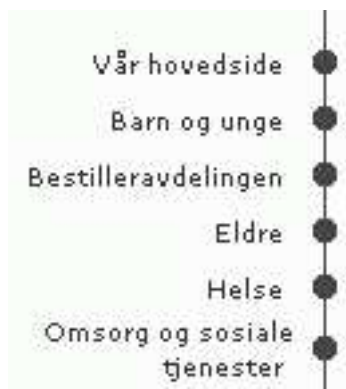 Vår hovedside
Barn og unge
Bestilleravdelingen
Eldre
Helse
Omsorg og sosiale
tjenester